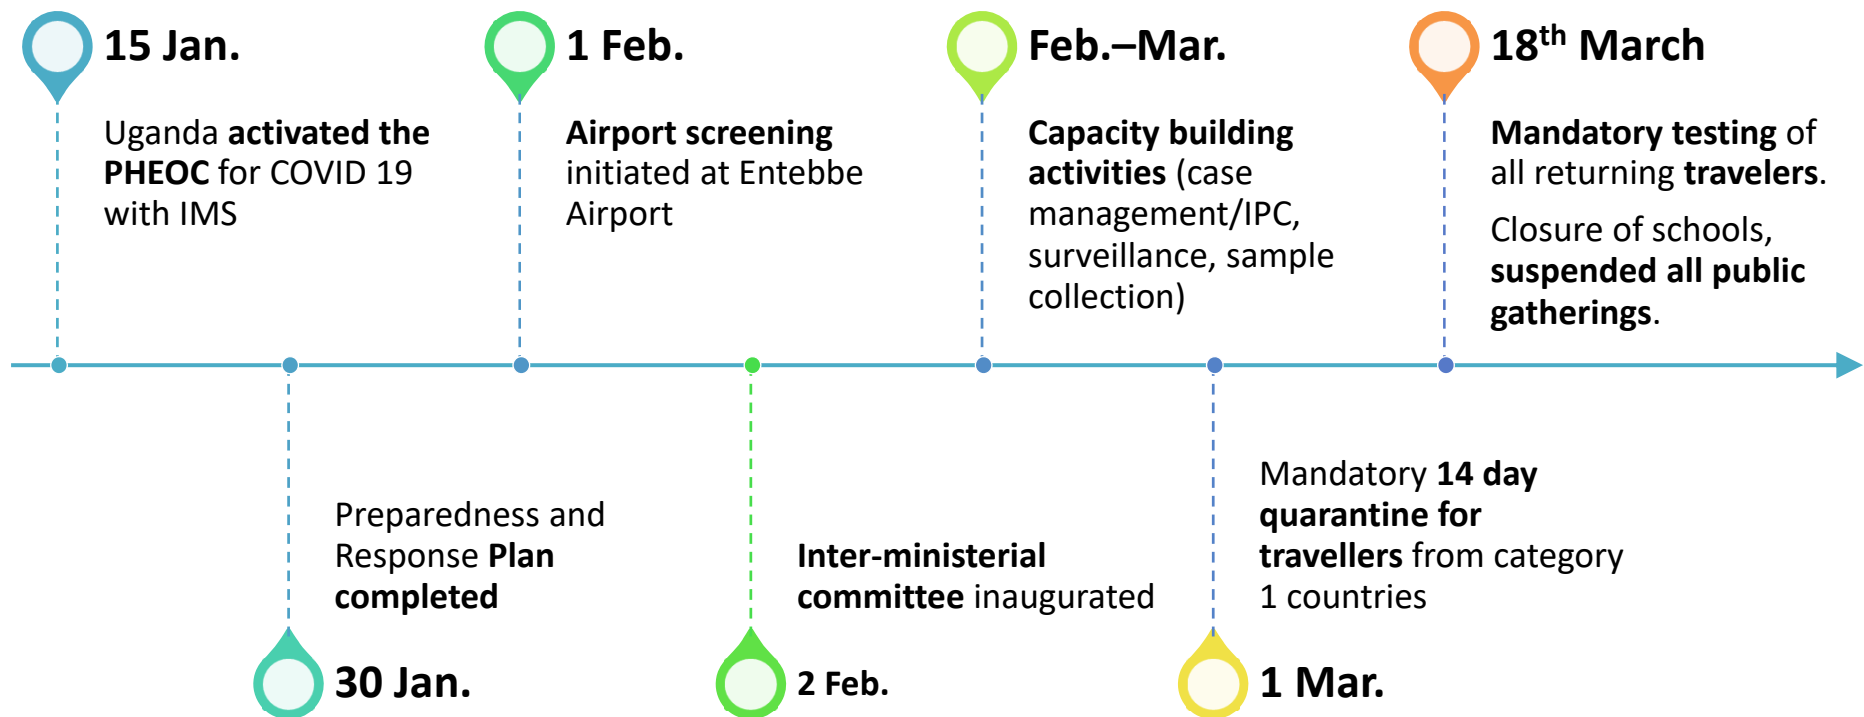 15 Jan.
Uganda activated the
PHEOC for COVID 19
with IMS
30 Jan.
Preparedness and
Response Plan
completed
1 Feb.
Airport screening
initiated at Entebbe
Airport
2 Feb.
Inter-ministerial
committee inaugurated
Feb.–Mar.
Capacity building
activities (case
management/IPC,
surveillance, sample
collection)
1 Mar.
Mandatory 14 day
quarantine for
travellers from category
1 countries
18th March
Mandatory testing of
all returning travelers.
Closure of schools,
suspended all public
gatherings.